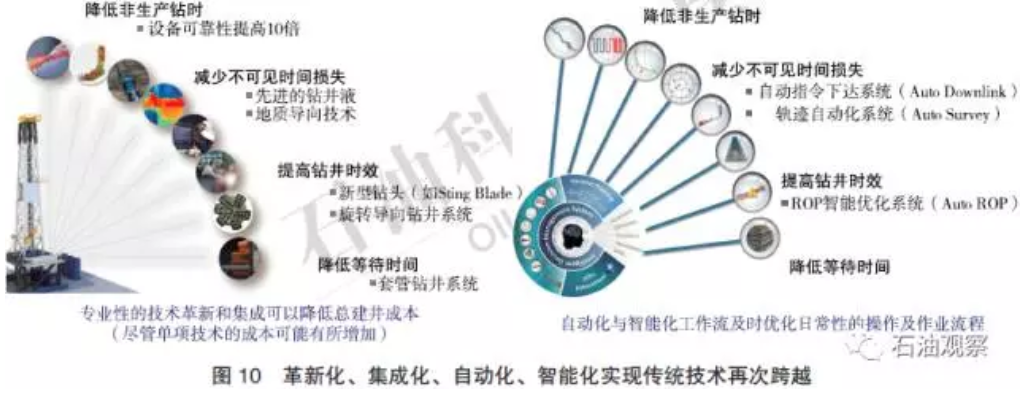 降低非生产钻时
▪设备可靠性提高10倍
减少不可见时间损失
▪先进的钻井液
▪地质导向技术
提高钻井时效
▪新型钻头（如Sting Blade）
▪旋转导向钻井系统
降低等待时间
▪套管钻井系统
专业性的技术革新和集成可以降低总建井成本
（尽管单项技术的成本可能有所增加）
降低非生产钻时
减少不可见时间损失
▪自动指令下达系统（Auto Downlink）
▪轨迹自动化系统（Auto Survey）
提高钻井时效
▪ROP智能优化系统（Auto ROP）
降低等待时间
自动化与智能化工作流及时优化日常性的操作及作业流程
石油观察
图 10 革新化、集成化、自动化、智能化实现传统技术再次跨越
石油科